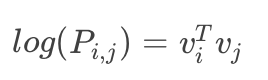 log(P_{i,j}) = v_i^T v_j